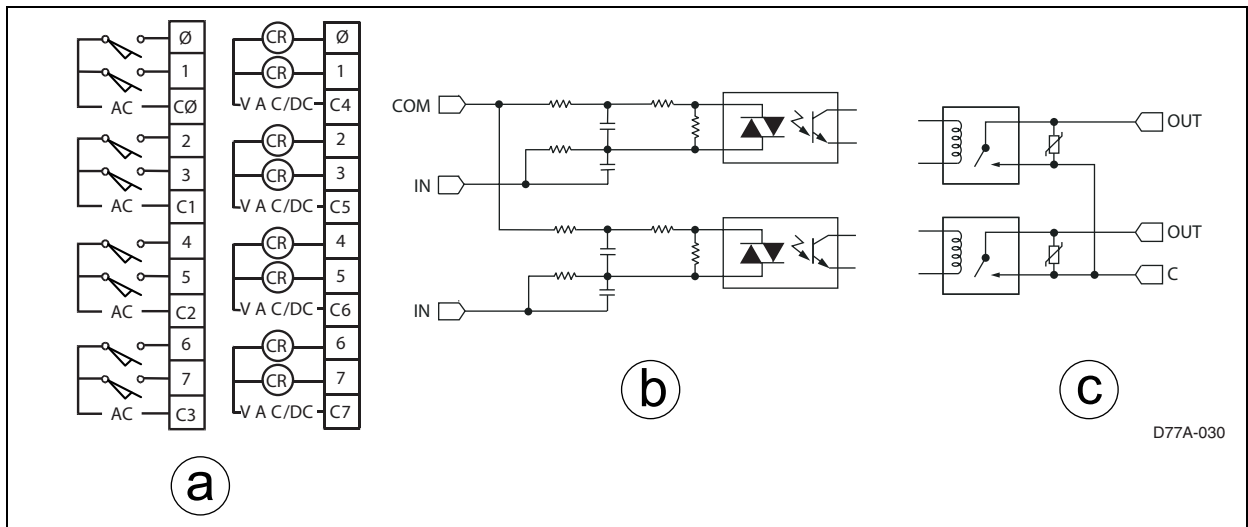 Ø
1
AC CØ
2
3
AC C1
4
5
AC C2
6
7
AC C3
CR Ø
CR 1
V A C/DC C4
CR 2
CR 3
V A C/DC C5
CR 4
CR 5
V A C/DC C6
CR 6
CR 7
V A C/DC C7
a
COM
IN
IN
b
OUT
OUT
C
c
D77A-030